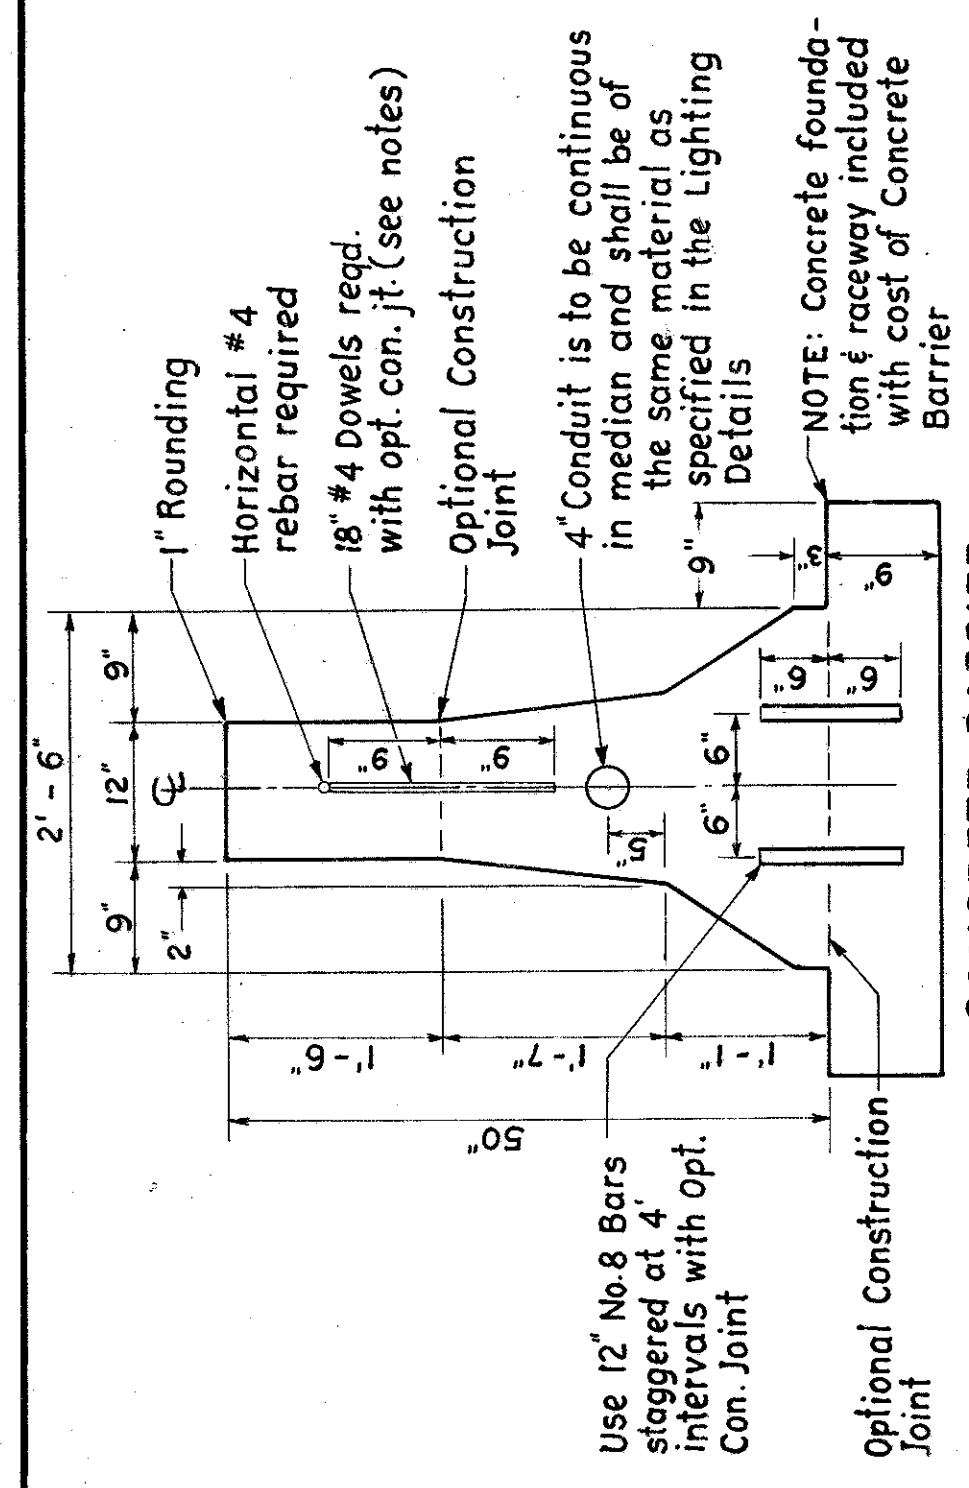 2' - 6"
9"
12"
9"
2"
℄
1" Rounding
Horizontal #4
rebar required
18" #4 Dowels reqd.
with opt. con. jt. (see notes)
Optional Construction
Joint
4" Conduit is to be continuous
in median and shall be of
the same material as
specified in the Lighting
Details
NOTE: Concrete founda-
tion & raceway included
with cost of Concrete
Barrier
9"
9"
5"
9"
3"
9"
6"
6"
6"
6"
1' - 6"
1' - 7"
1' - 1"
50"
Use 12" No. 8 Bars
staggered at 4'
intervals with Opt.
Con. Joint
Optional Construction
Joint